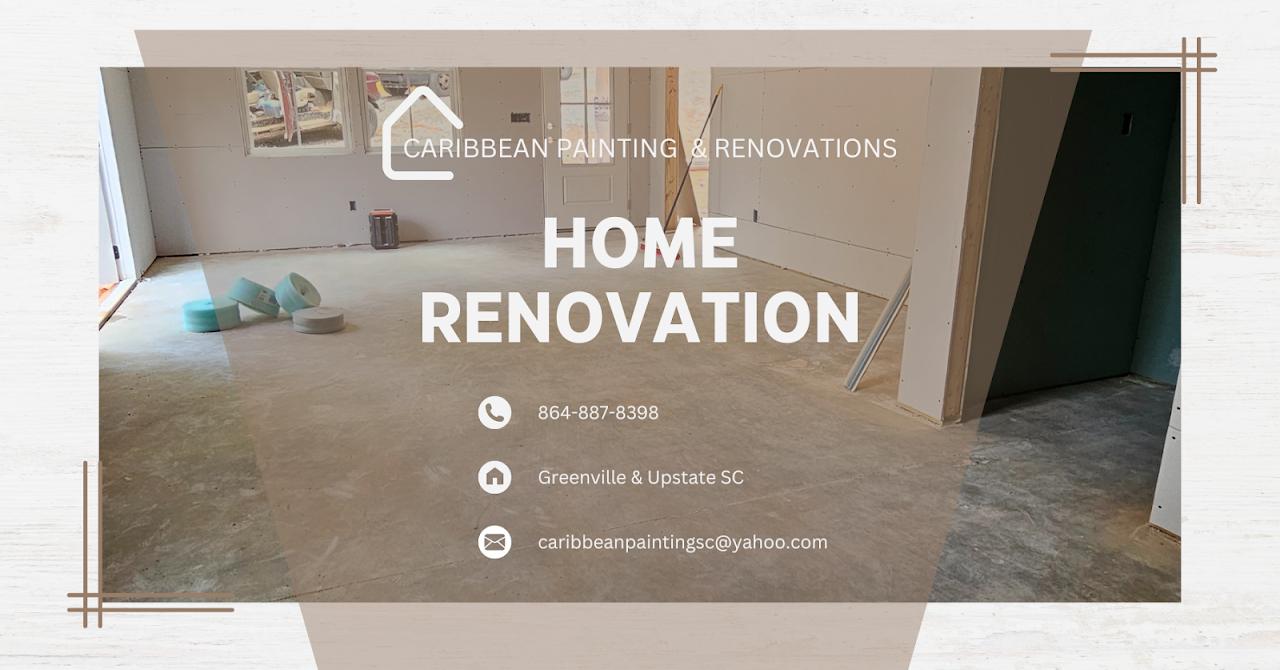 CARIBBEAN PAINTING & RENOVATIONS
HOME
RENOVATION
864-887-8398
Greenville & Upstate SC
caribbeanpaintingsc@yahoo.com